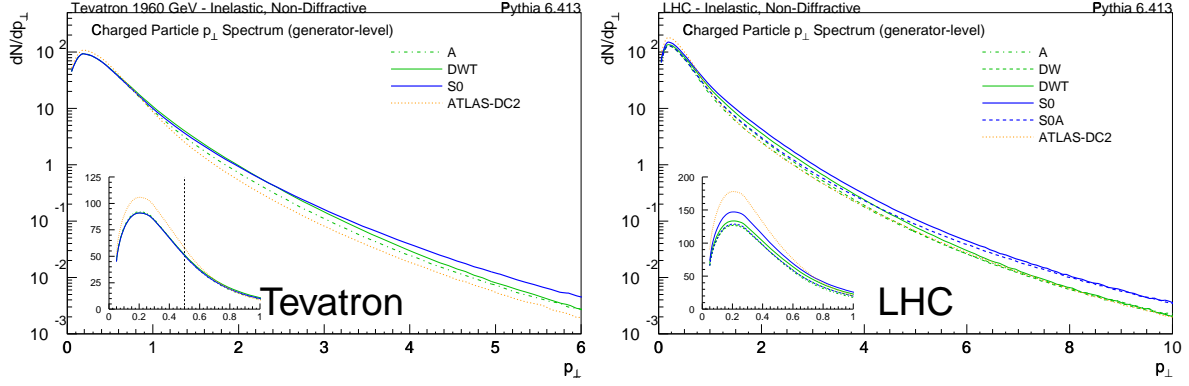 Tevatron 1960 GeV - Inelastic, Non-Diffractive
Pythia 6.413
Charged Particle p⊥ Spectrum (generator-level)
dN/dp⊥
A
DWT
S0
ATLAS-DC2
10 2
10
1
10 -1
10 -2
10 -3
125
100
75
50
25
0
0 0.2 0.4 0.6 0.8 1
Tevatron
0 1 2 3 4 5 6
p⊥
LHC - Inelastic, Non-Diffractive
Pythia 6.413
Charged Particle p⊥ Spectrum (generator-level)
dN/dp⊥
A
DW
DWT
S0
S0A
ATLAS-DC2
10 2
10
1
10 -1
10 -2
10 -3
200
150
100
50
0
0 0.2 0.4 0.6 0.8 1
LHC
0 2 4 6 8 10
p⊥